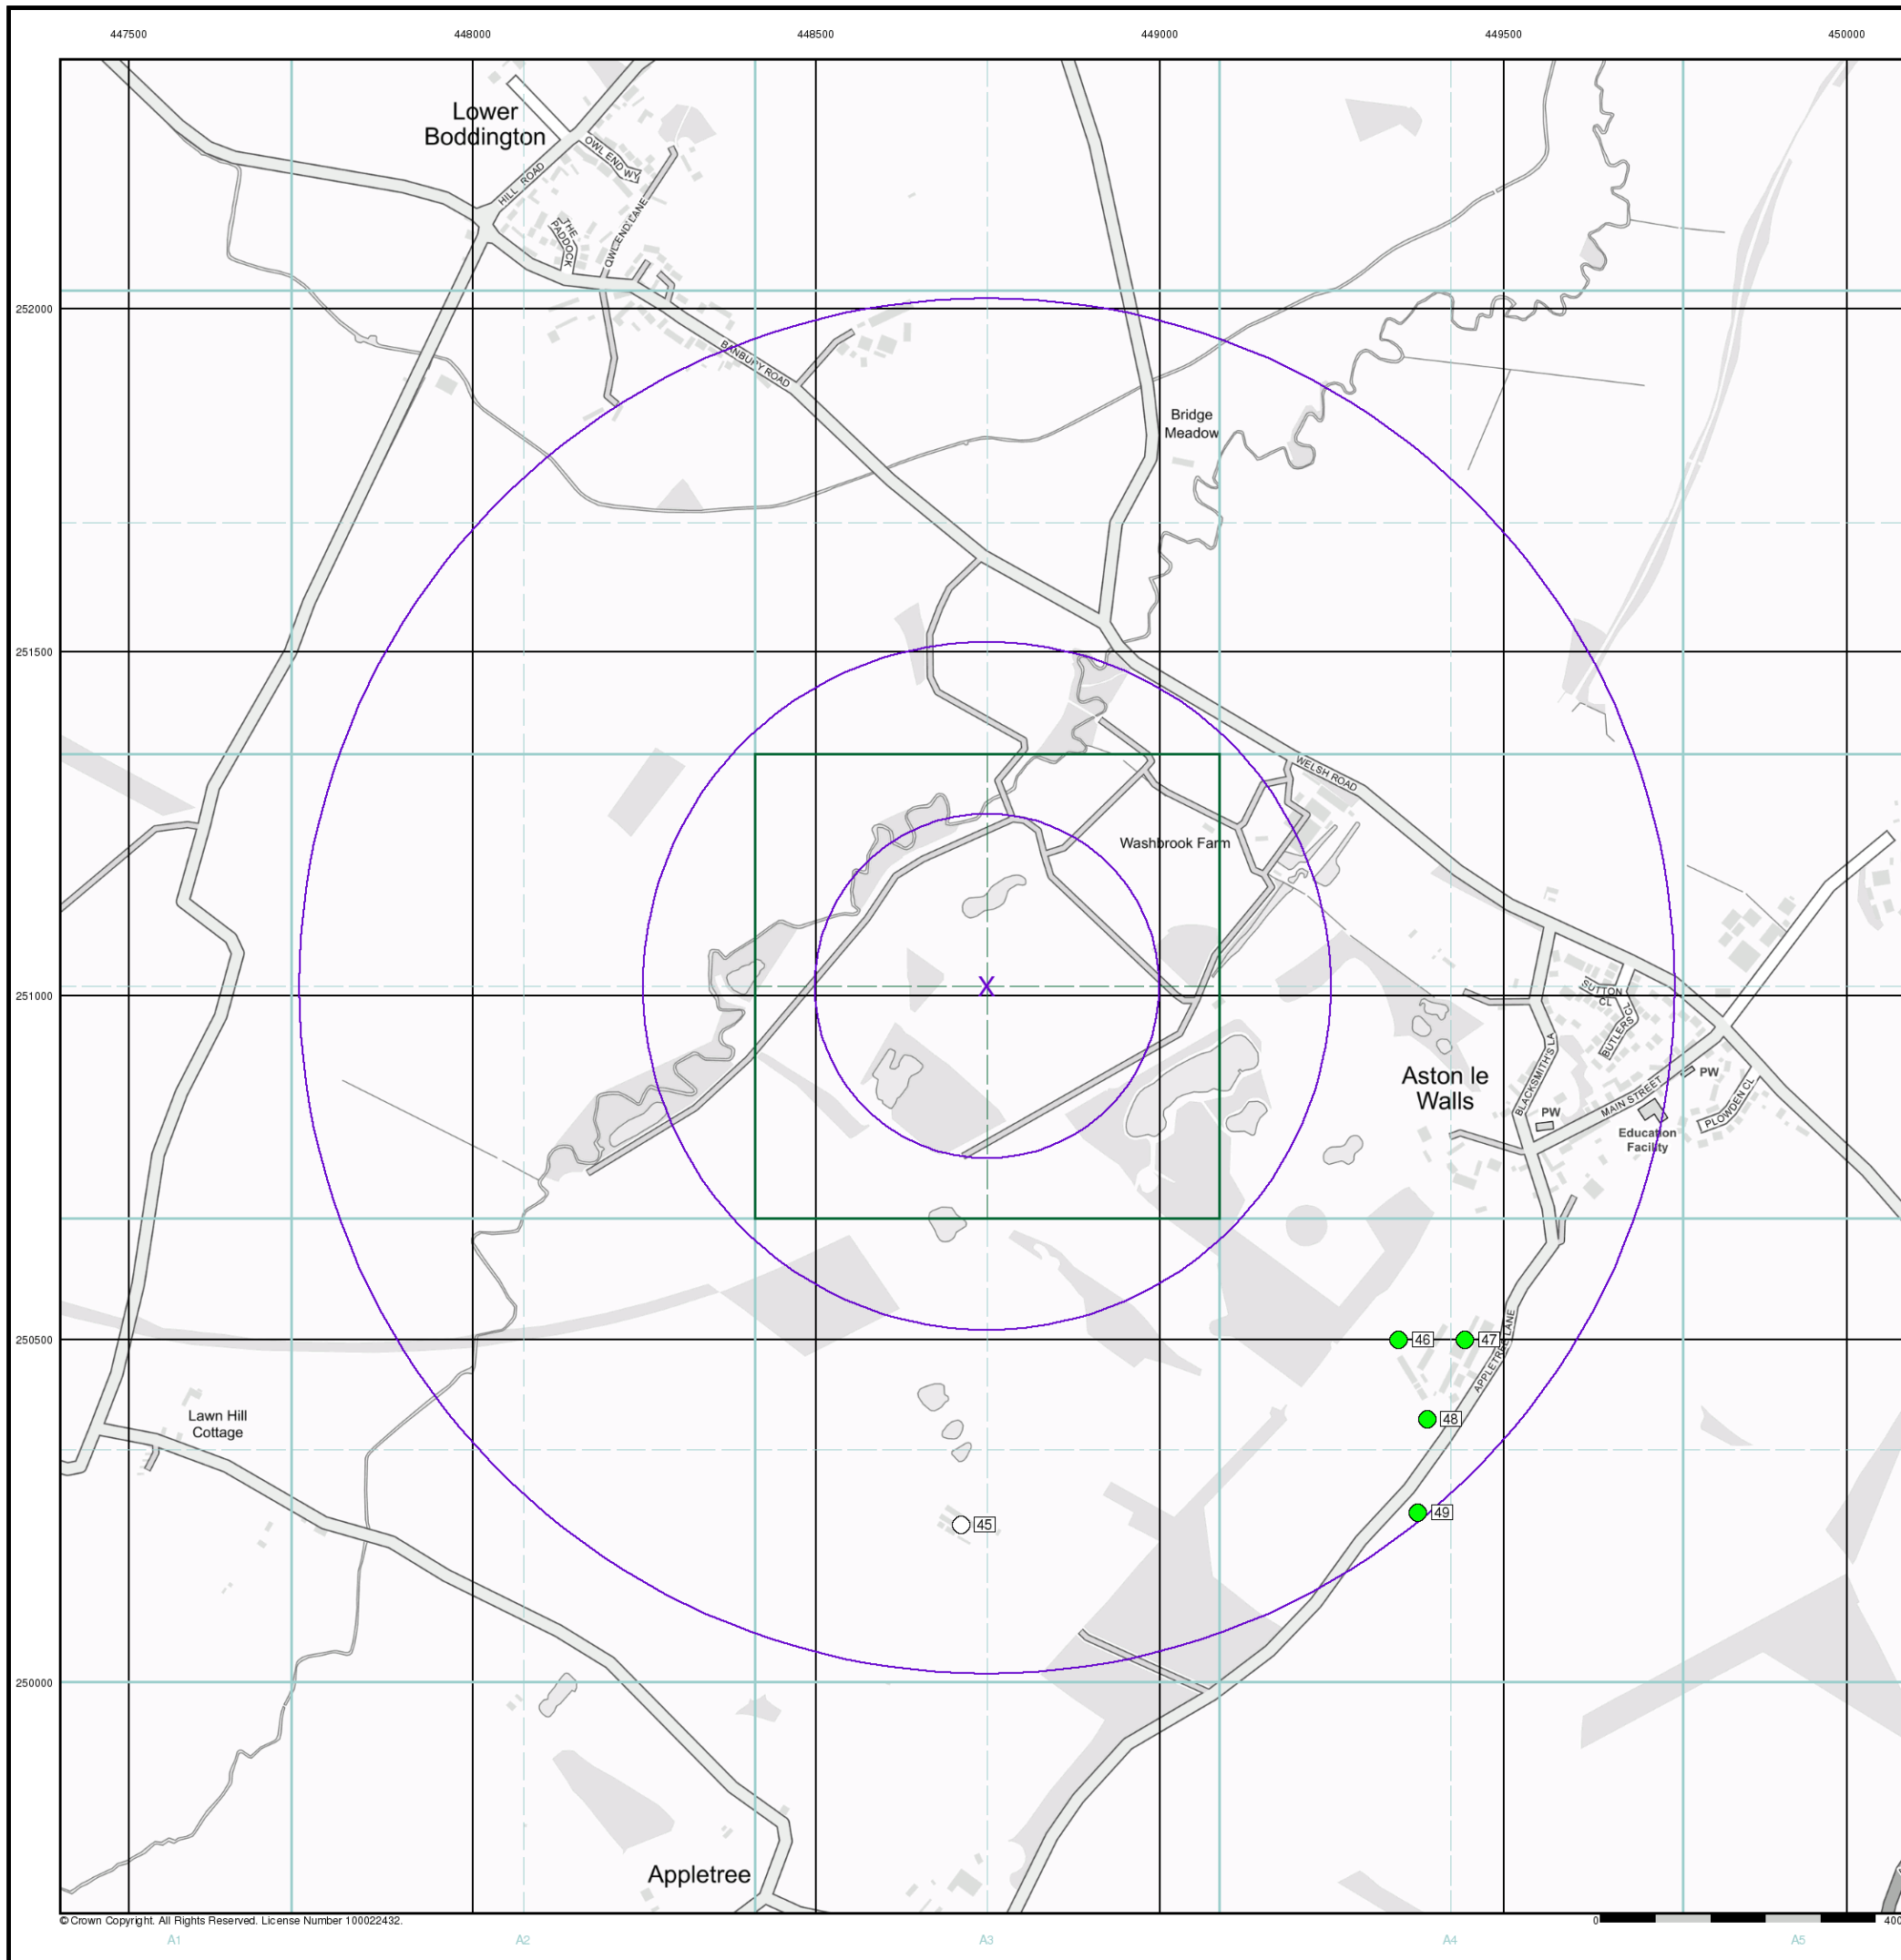 447500
448000
448500
449000
449500
450000
Lower
Boddington
OWL END WY
HILL ROAD
THE
PADDOCK
OWL END LANE
252000
BANBURY ROAD
Bridge
Meadow
251500
WELSH ROAD
Washbrook Farm
251000
X
SUTTON
CL
BUTLERS CL
BLACKSMITH'S LA
Aston le
Walls
PW
MAIN STREET
PLOWDEN CL
PW
Education
Facility
250500
46
47
APPLETREE LANE
48
Lawn Hill
Cottage
49
45
250000
Appletree
© Crown Copyright. All Rights Reserved. License Number 100022432.
0
400
A1
A2
A3
A4
A5